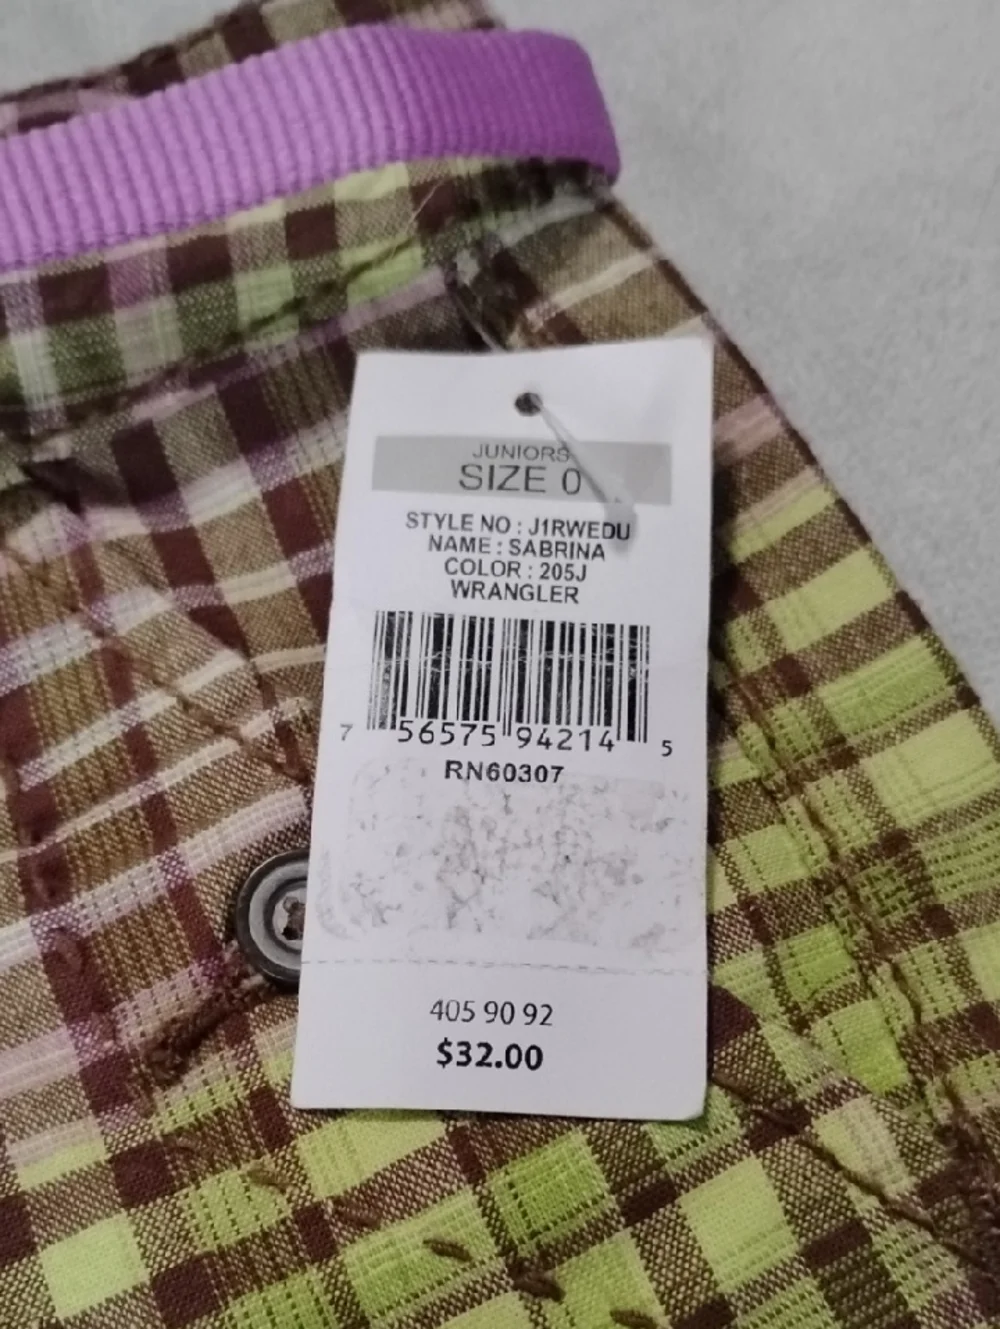 JUNIORS
SIZE 0
STYLE NO : J1RWEDU
NAME : SABRINA
COLOR : 205J
WRANGLER
7 56575 94214 5
RN60307
405 90 92
$32.00